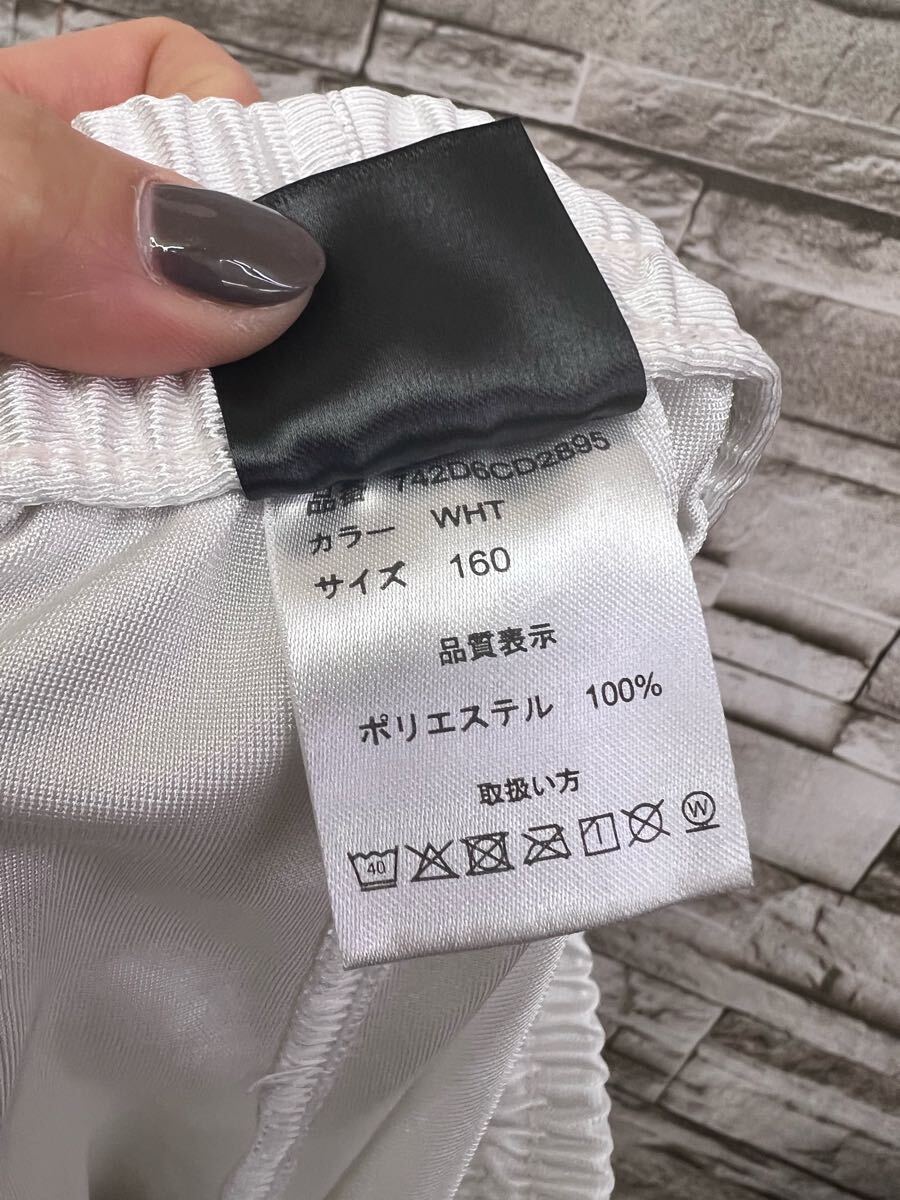 品番 742D6CD2B95
カラー WHT
サイズ 160
品質表示
ポリエステル 100%
取扱い方
40
W